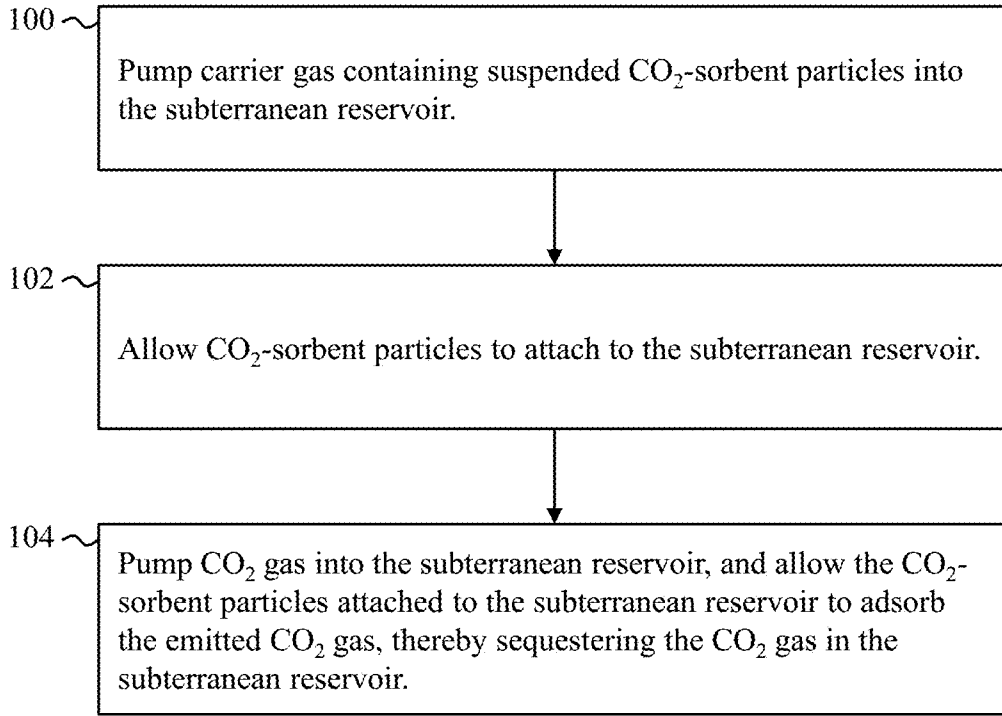 100
Pump carrier gas containing suspended CO₂-sorbent particles into
the subterranean reservoir.
102
Allow CO₂-sorbent particles to attach to the subterranean reservoir.
104
Pump CO₂ gas into the subterranean reservoir, and allow the CO₂-
sorbent particles attached to the subterranean reservoir to adsorb
the emitted CO₂ gas, thereby sequestering the CO₂ gas in the
subterranean reservoir.